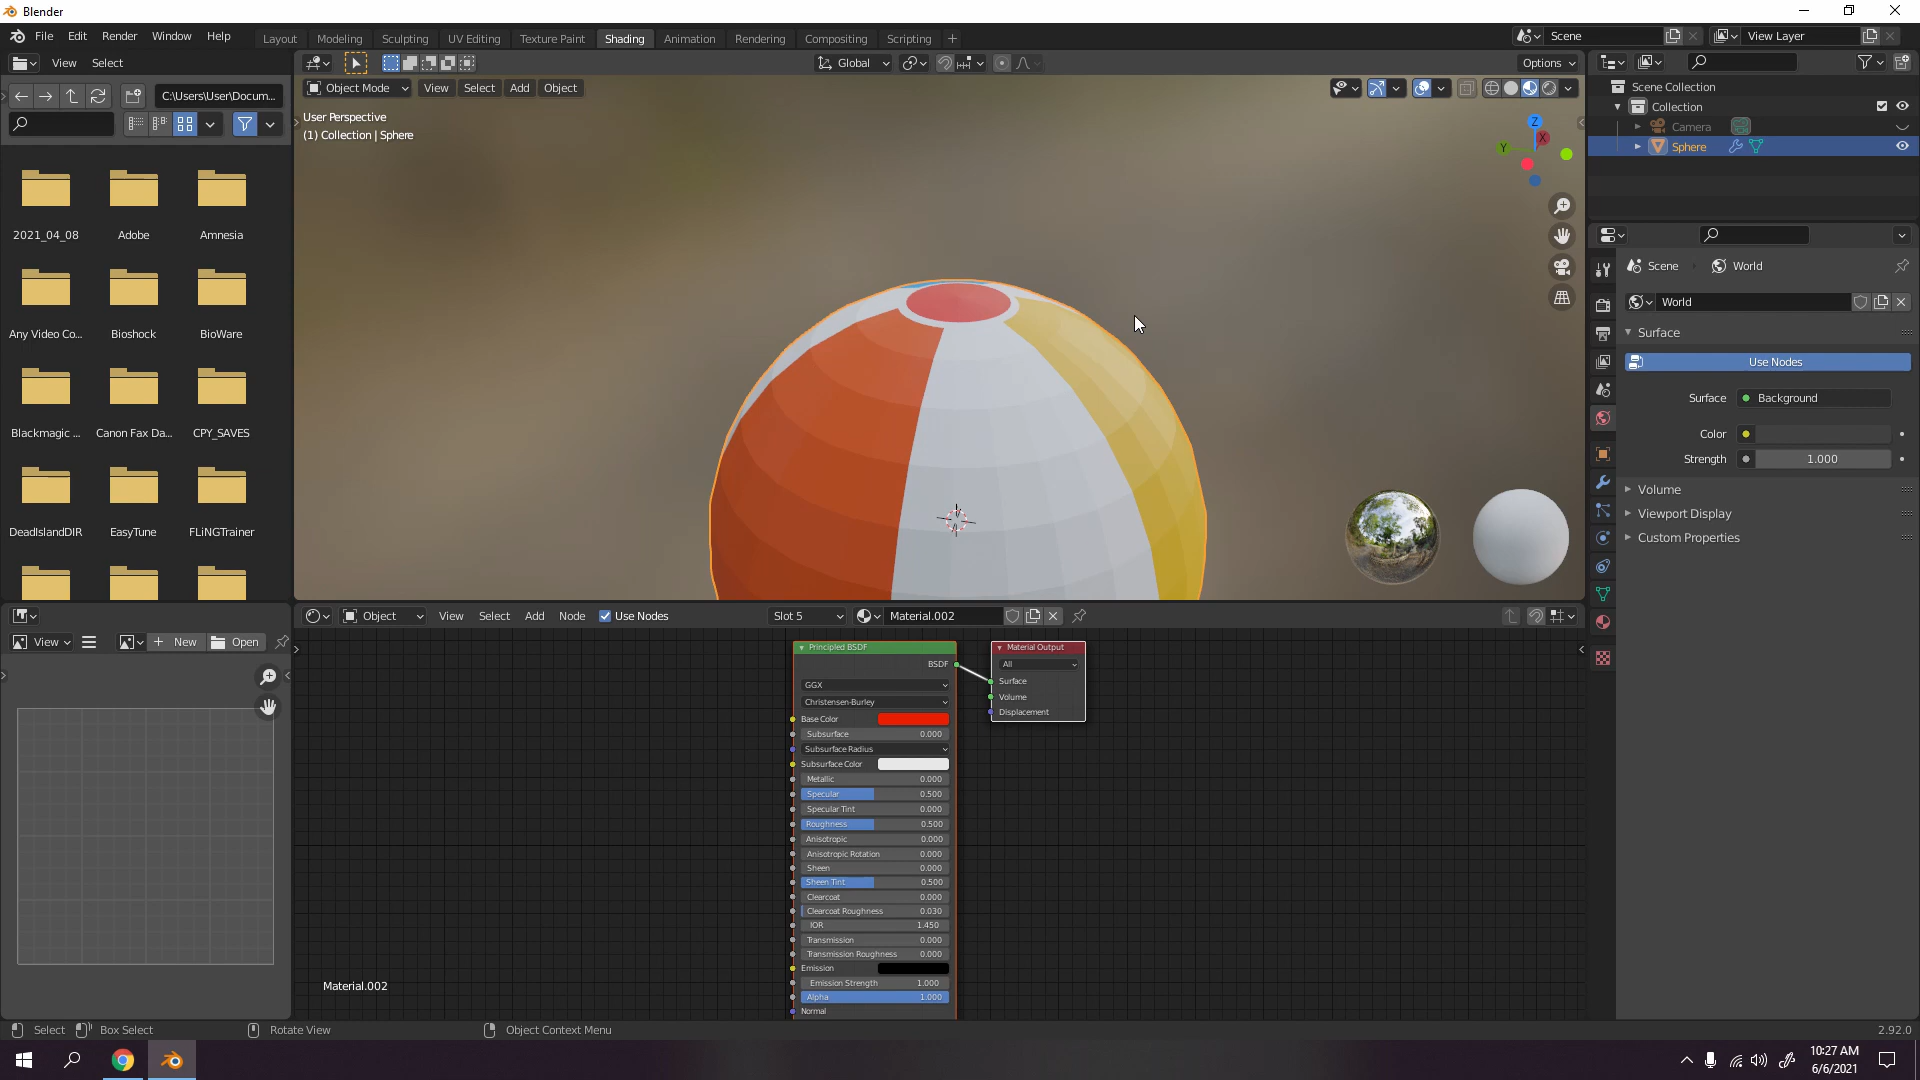 Blender
File Edit Render Window Help
Layout Modeling Sculpting UV Editing Texture Paint Shading Animation Rendering Compositing Scripting
Scene
View Layer
View Select
Global
Options
C:\Users\User\Docum...
Object Mode View Select Add Object
User Perspective
(1) Collection | Sphere
Z
X
Y
2021_04_08 Adobe Amnesia
Any Video Co... Bioshock BioWare
Blackmagic ... Canon Fax Da... CPY_SAVES
DeadIslandDIR EasyTune FLiNGTrainer
Scene Collection
Collection
Camera
Sphere
Scene World
World
Surface
Use Nodes
Surface Background
Color
Strength 1.000
Volume
Viewport Display
Custom Properties
Object View Select Add Node Use Nodes Slot 5 Material.002
View New Open
Principled BSDF
BSDF
GGX
Christensen-Burley
Base Color
Subsurface 0.000
Subsurface Radius
Subsurface Color
Metallic 0.000
Specular 0.500
Specular Tint 0.000
Roughness 0.500
Anisotropic 0.000
Anisotropic Rotation 0.000
Sheen 0.000
Sheen Tint 0.500
Clearcoat 0.000
Clearcoat Roughness 0.030
IOR 1.450
Transmission 0.000
Transmission Roughness 0.000
Emission
Emission Strength 1.000
Alpha 1.000
Normal
Material Output
All
Surface
Volume
Displacement
Material.002
Select Box Select Rotate View Object Context Menu 2.92.0
10:27 AM
6/6/2021